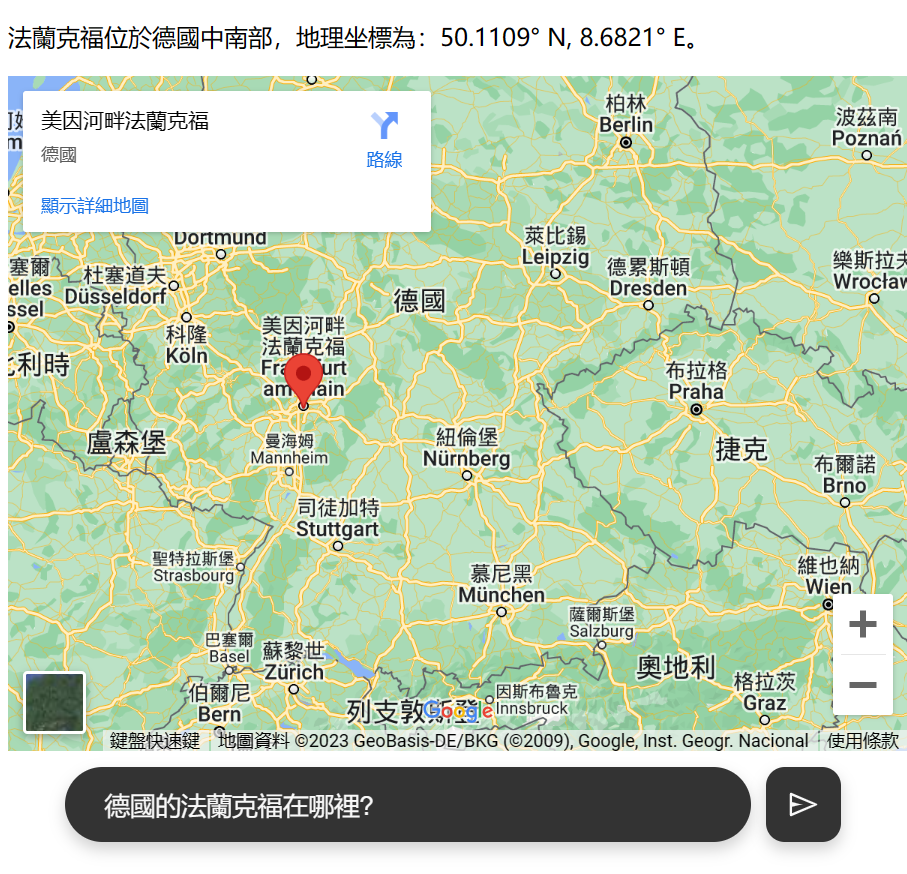 法蘭克福位於德國中南部，地理坐標為：50.1109° N, 8.6821° E。
美因河畔法蘭克福
德國
路線
顯示詳細地圖
柏林
Berlin
波茲南
Poznań
Dortmund
萊比錫
Leipzig
德累斯頓
Dresden
塞爾
elles
ssel
杜塞道夫
Düsseldorf
德國
科隆
Köln
美因河畔
法蘭克福
Frankfurt
am Main
布拉格
Praha
盧森堡
曼海姆
Mannheim
紐倫堡
Nürnberg
捷克
布爾諾
Brno
司徒加特
Stuttgart
聖特拉斯堡
Strasbourg
慕尼黑
München
維也納
Wien
薩爾斯堡
Salzburg
巴塞爾
Basel
蘇黎世
Zürich
奧地利
伯爾尼
Bern
列支敦斯登
Google
因斯布魯克
Innsbruck
格拉茨
Graz
鍵盤快速鍵
地圖資料 ©2023 GeoBasis-DE/BKG (©2009), Google, Inst. Geogr. Nacional
使用條款
德國的法蘭克福在哪裡?